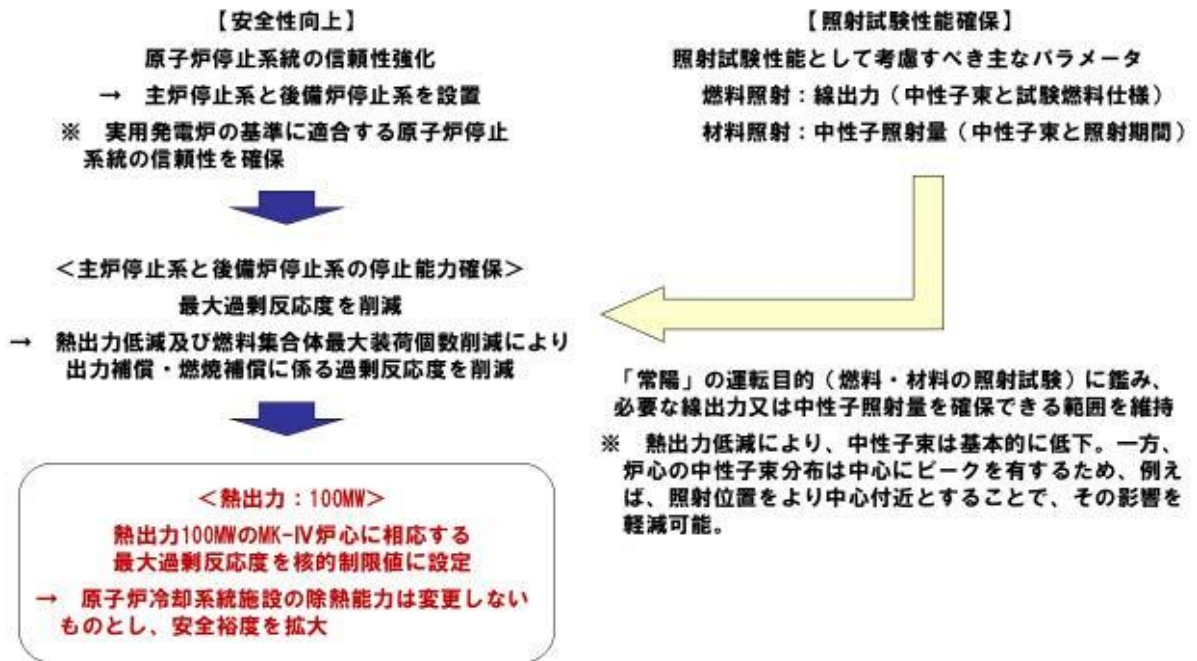 【安全性向上】
原子炉停止系統の信頼性強化
→ 主炉停止系と後備炉停止系を設置
※ 実用発電炉の基準に適合する原子炉停止
系統の信頼性を確保
<主炉停止系と後備炉停止系の停止能力確保>
最大過剰反応度を削減
→ 熱出力低減及び燃料集合体最大装荷個数削減により
出力補償・燃焼補償に係る過剰反応度を削減
<熱出力:100MW>
熱出力100MWのMK-Ⅳ炉心に相応する
最大過剰反応度を核的制限値に設定
→ 原子炉冷却系統施設の除熱能力は変更しない
ものとし、安全裕度を拡大
【照射試験性能確保】
照射試験性能として考慮すべき主なパラメータ
燃料照射:線出力(中性子束と試験燃料仕様)
材料照射:中性子照射量(中性子束と照射期間)
「常陽」の運転目的(燃料・材料の照射試験)に鑑み、
必要な線出力又は中性子照射量を確保できる範囲を維持
※ 熱出力低減により、中性子束は基本的に低下。一方、
炉心の中性子束分布は中心にピークを有するため、例え
ば、照射位置をより中心付近とすることで、その影響を
軽減可能。